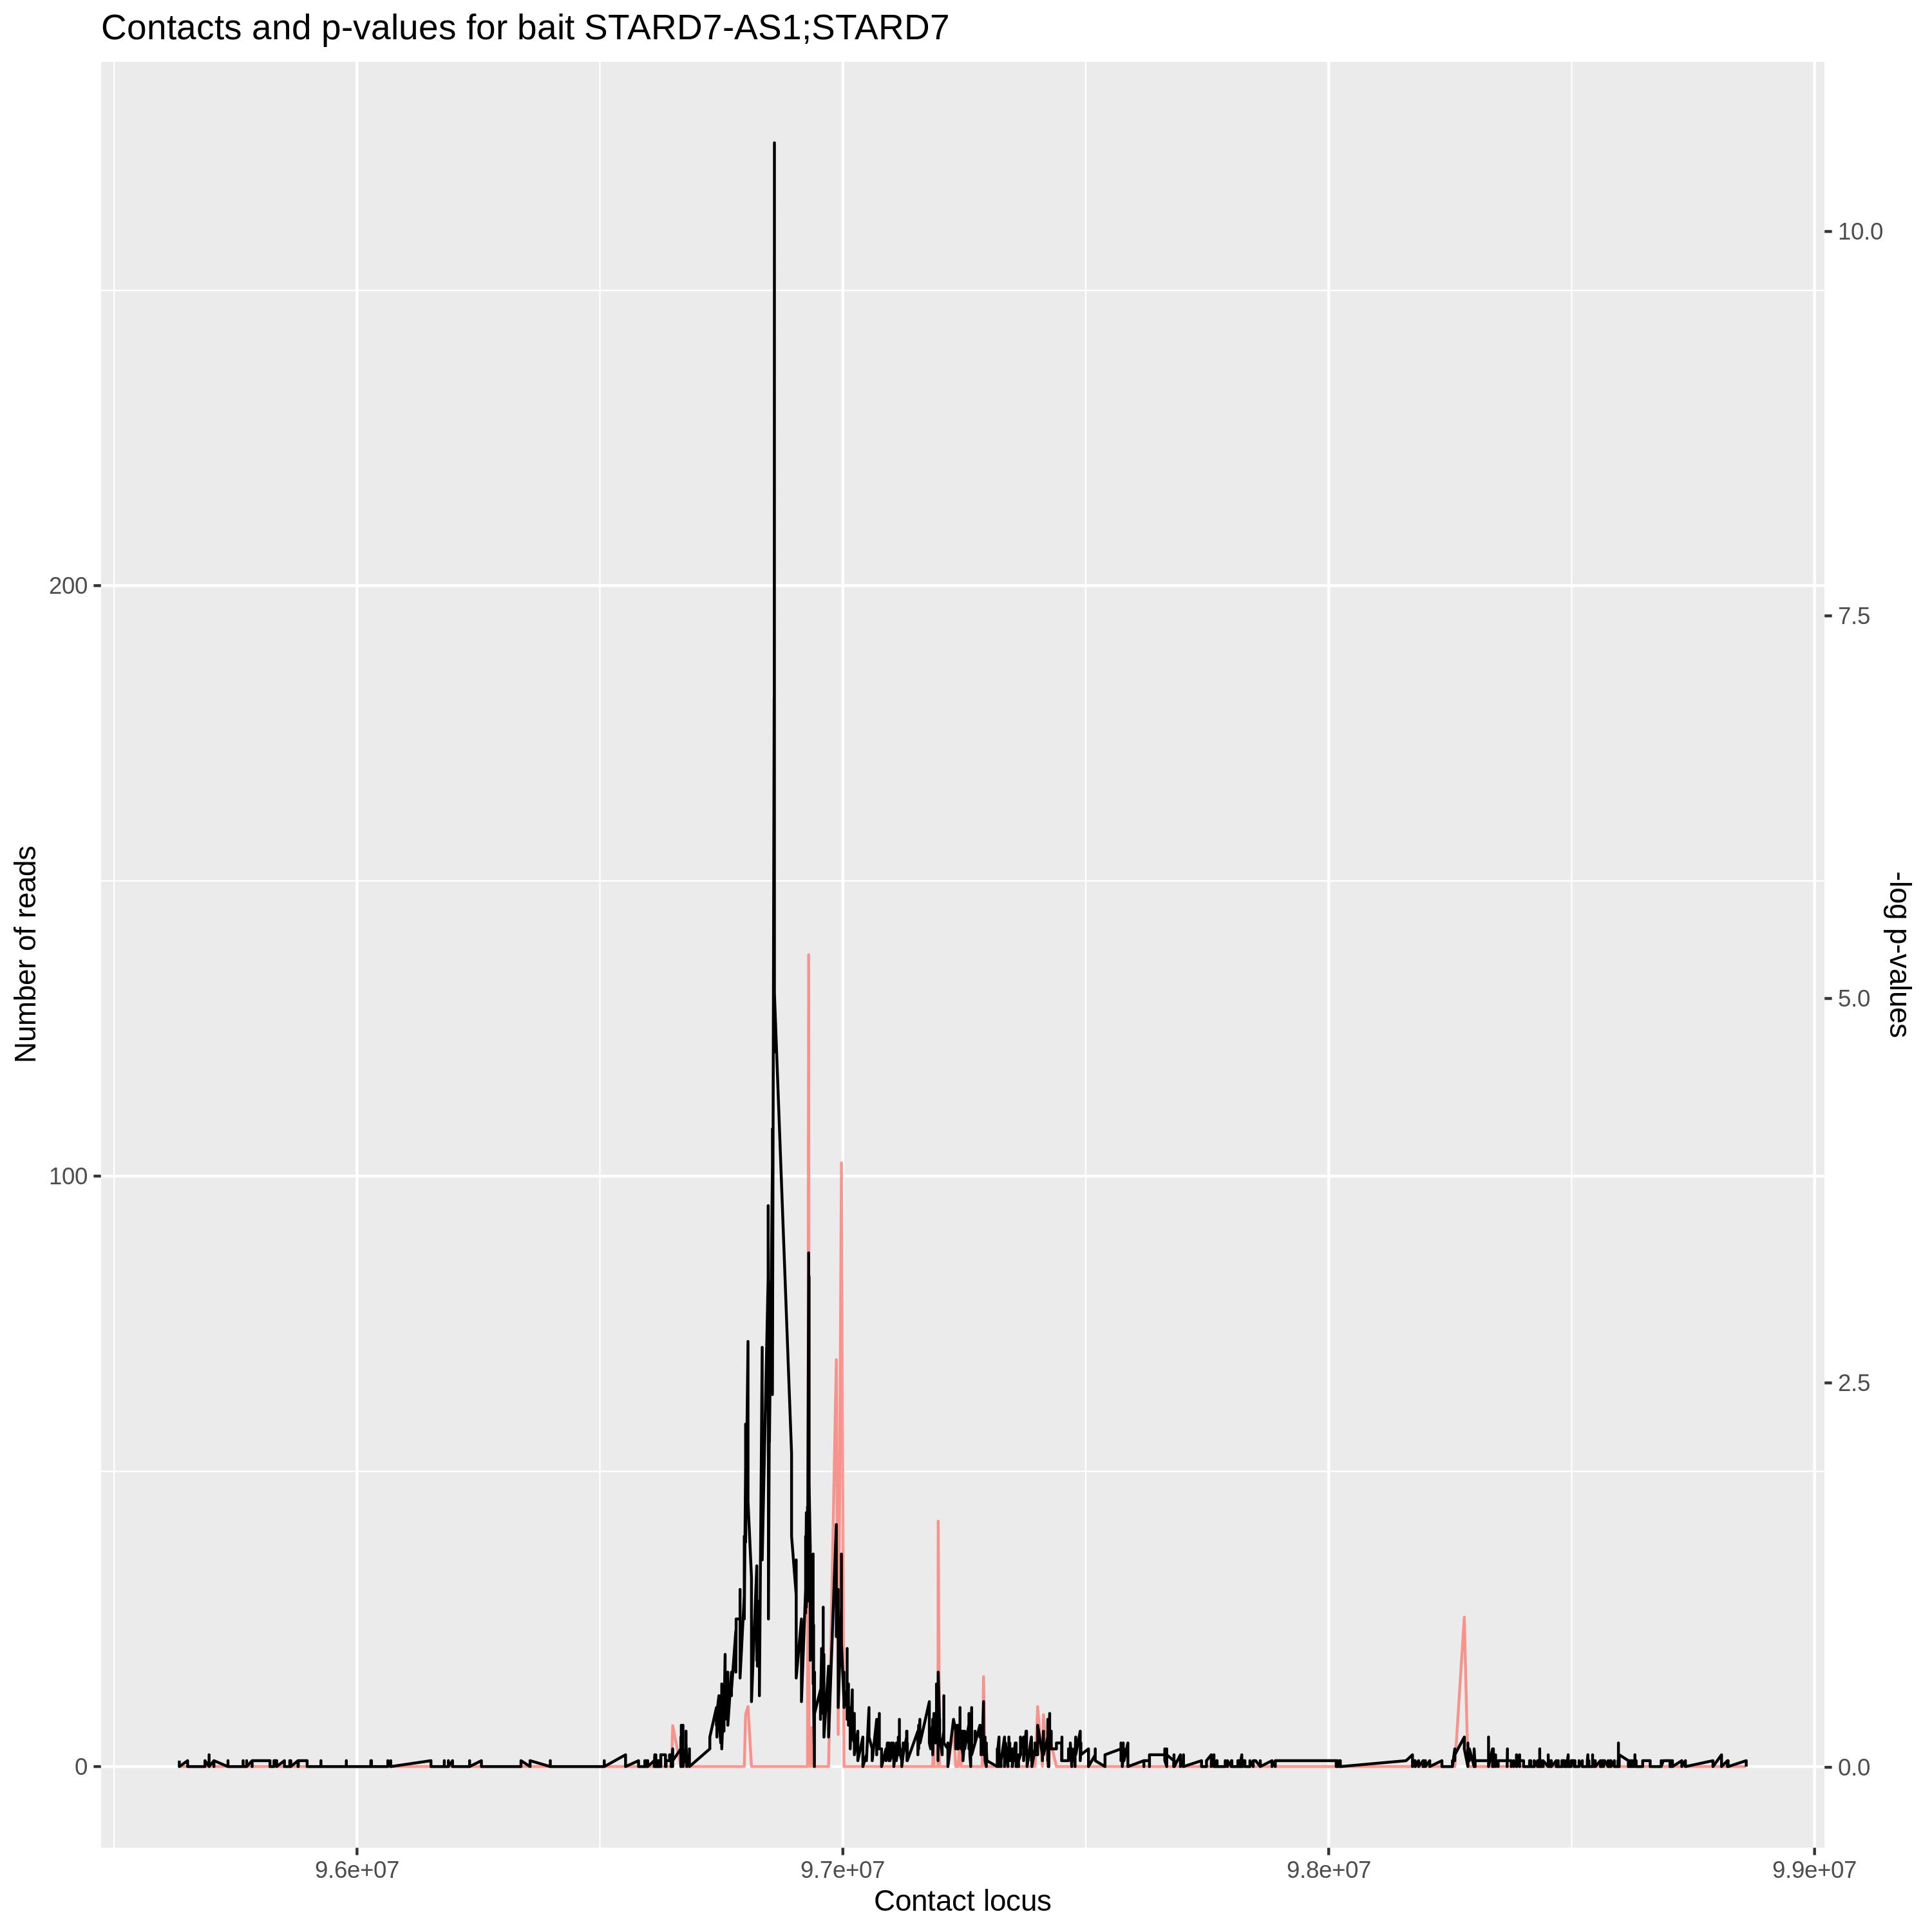 Contacts and p-values for bait STARD7-AS1;STARD7
Number of reads
200
100
0
10.0
7.5
5.0
2.5
0.0
-log p-values
9.6e+07
9.7e+07
9.8e+07
9.9e+07
Contact locus